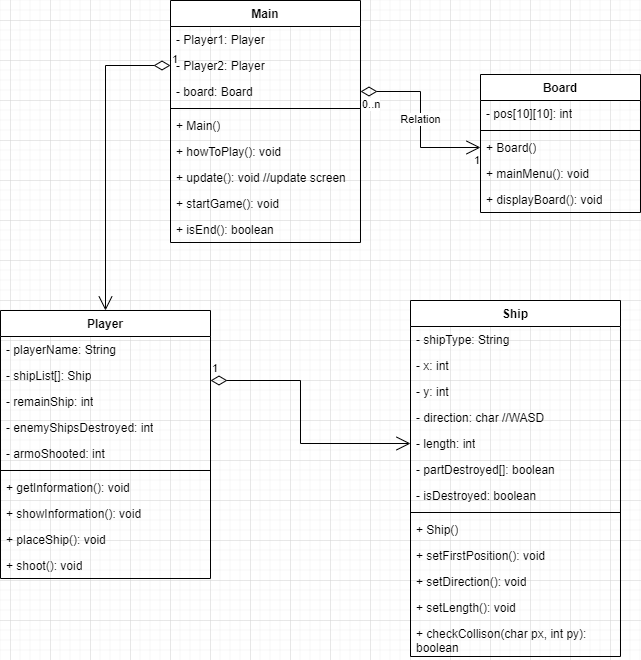 Main
- Player1: Player
- Player2: Player
- board: Board
+ Main()
+ howToPlay(): void
+ update(): void //update screen
+ startGame(): void
+ isEnd(): boolean
1
0..n
Relation
1
Board
- pos[10][10]: int
+ Board()
+ mainMenu(): void
+ displayBoard(): void
Player
- playerName: String
- shipList[]: Ship
- remainShip: int
- enemyShipsDestroyed: int
- armoShooted: int
+ getInformation(): void
+ showInformation(): void
+ placeShip(): void
+ shoot(): void
1
Ship
- shipType: String
- x: int
- y: int
- direction: char //WASD
- length: int
- partDestroyed[]: boolean
- isDestroyed: boolean
+ Ship()
+ setFirstPosition(): void
+ setDirection(): void
+ setLength(): void
+ checkCollison(char px, int py):
boolean